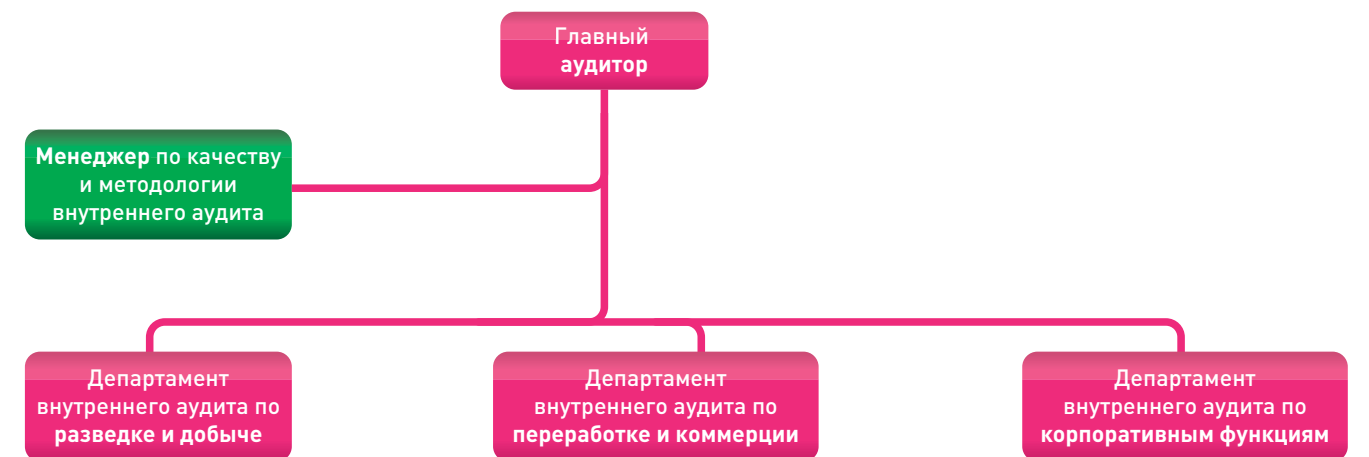 Главный
аудитор
Менеджер по качеству
и методологии
внутреннего аудита
Департамент
внутреннего аудита по
разведке и добыче
Департамент
внутреннего аудита по
переработке и коммерции
Департамент
внутреннего аудита по
корпоративным функциям